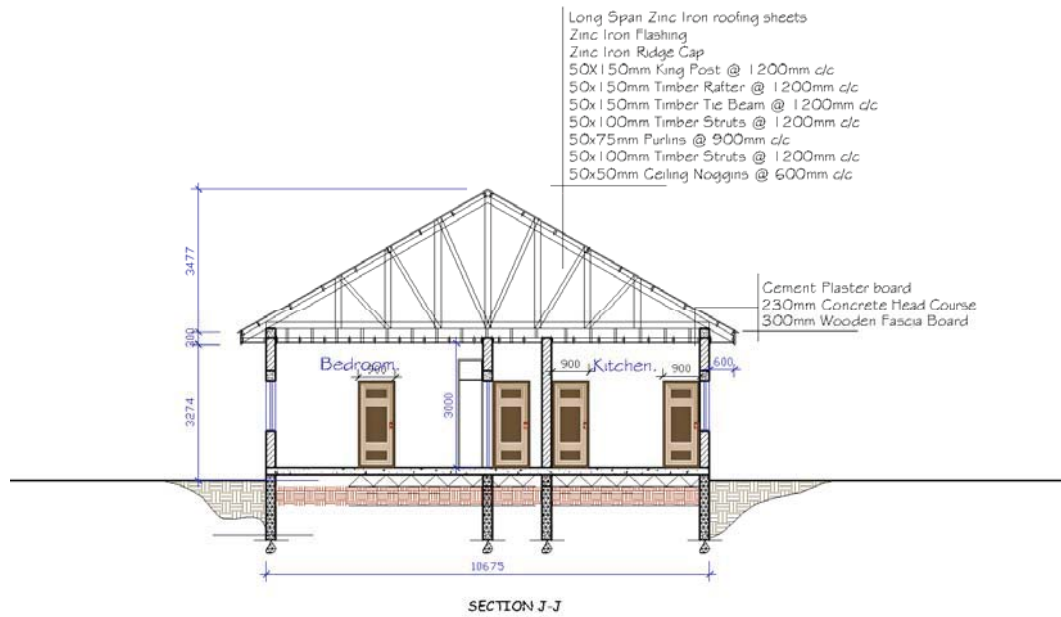 Long Span Zinc Iron roofing sheets
Zinc Iron Flashing
Zinc Iron Ridge Cap
50X150mm King Post @ 1200mm c/c
50x150mm Timber Rafter @ 1200mm c/c
50x150mm Timber Tie Beam @ 1200mm c/c
50x100mm Timber Struts @ 1200mm c/c
50x75mm Purlins @ 900mm c/c
50x100mm Timber Struts @ 1200mm c/c
50x50mm Ceiling Noggins @ 600mm c/c
3477
Cement Plaster board
230mm Concrete Head Course
300mm Wooden Fascia Board
300
Bedroom.
900
900
Kitchen.
900
600
3274
3000
10675
SECTION J-J